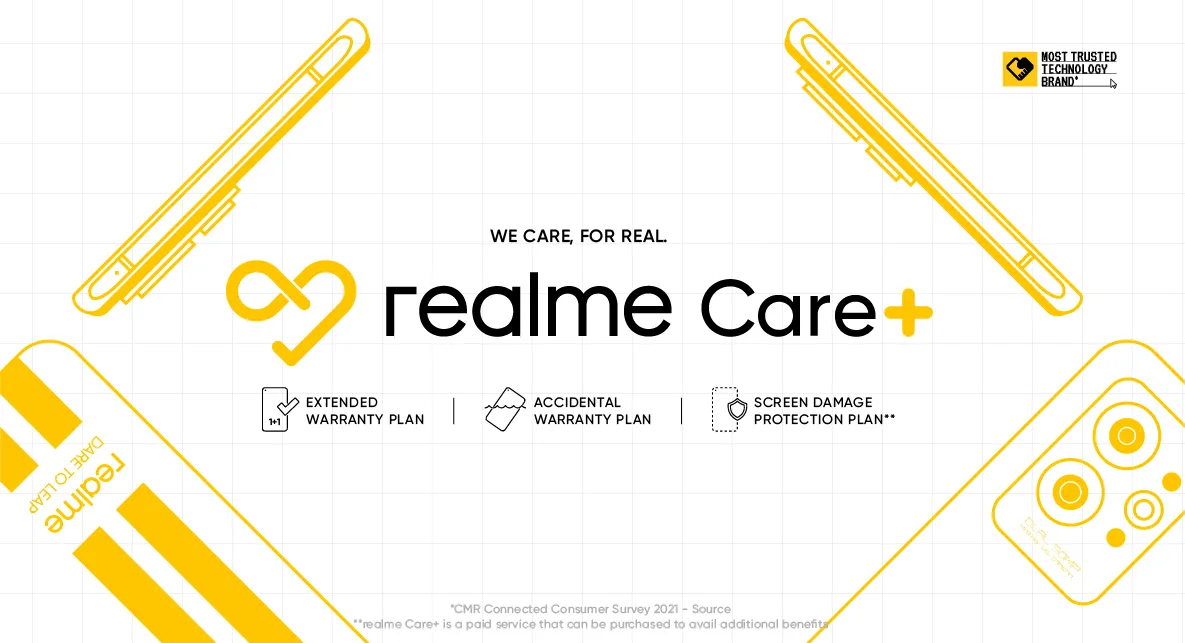 MOST TRUSTED
TECHNOLOGY
BRAND*
WE CARE, FOR REAL.
realme Care+
1+1
EXTENDED
WARRANTY PLAN
ACCIDENTAL
WARRANTY PLAN
SCREEN DAMAGE
PROTECTION PLAN**
DARE TO LEAP
realme
*CMR Connected Consumer Survey 2021 - Source
**realme Care+ is a paid service that can be purchased to avail additional benefits